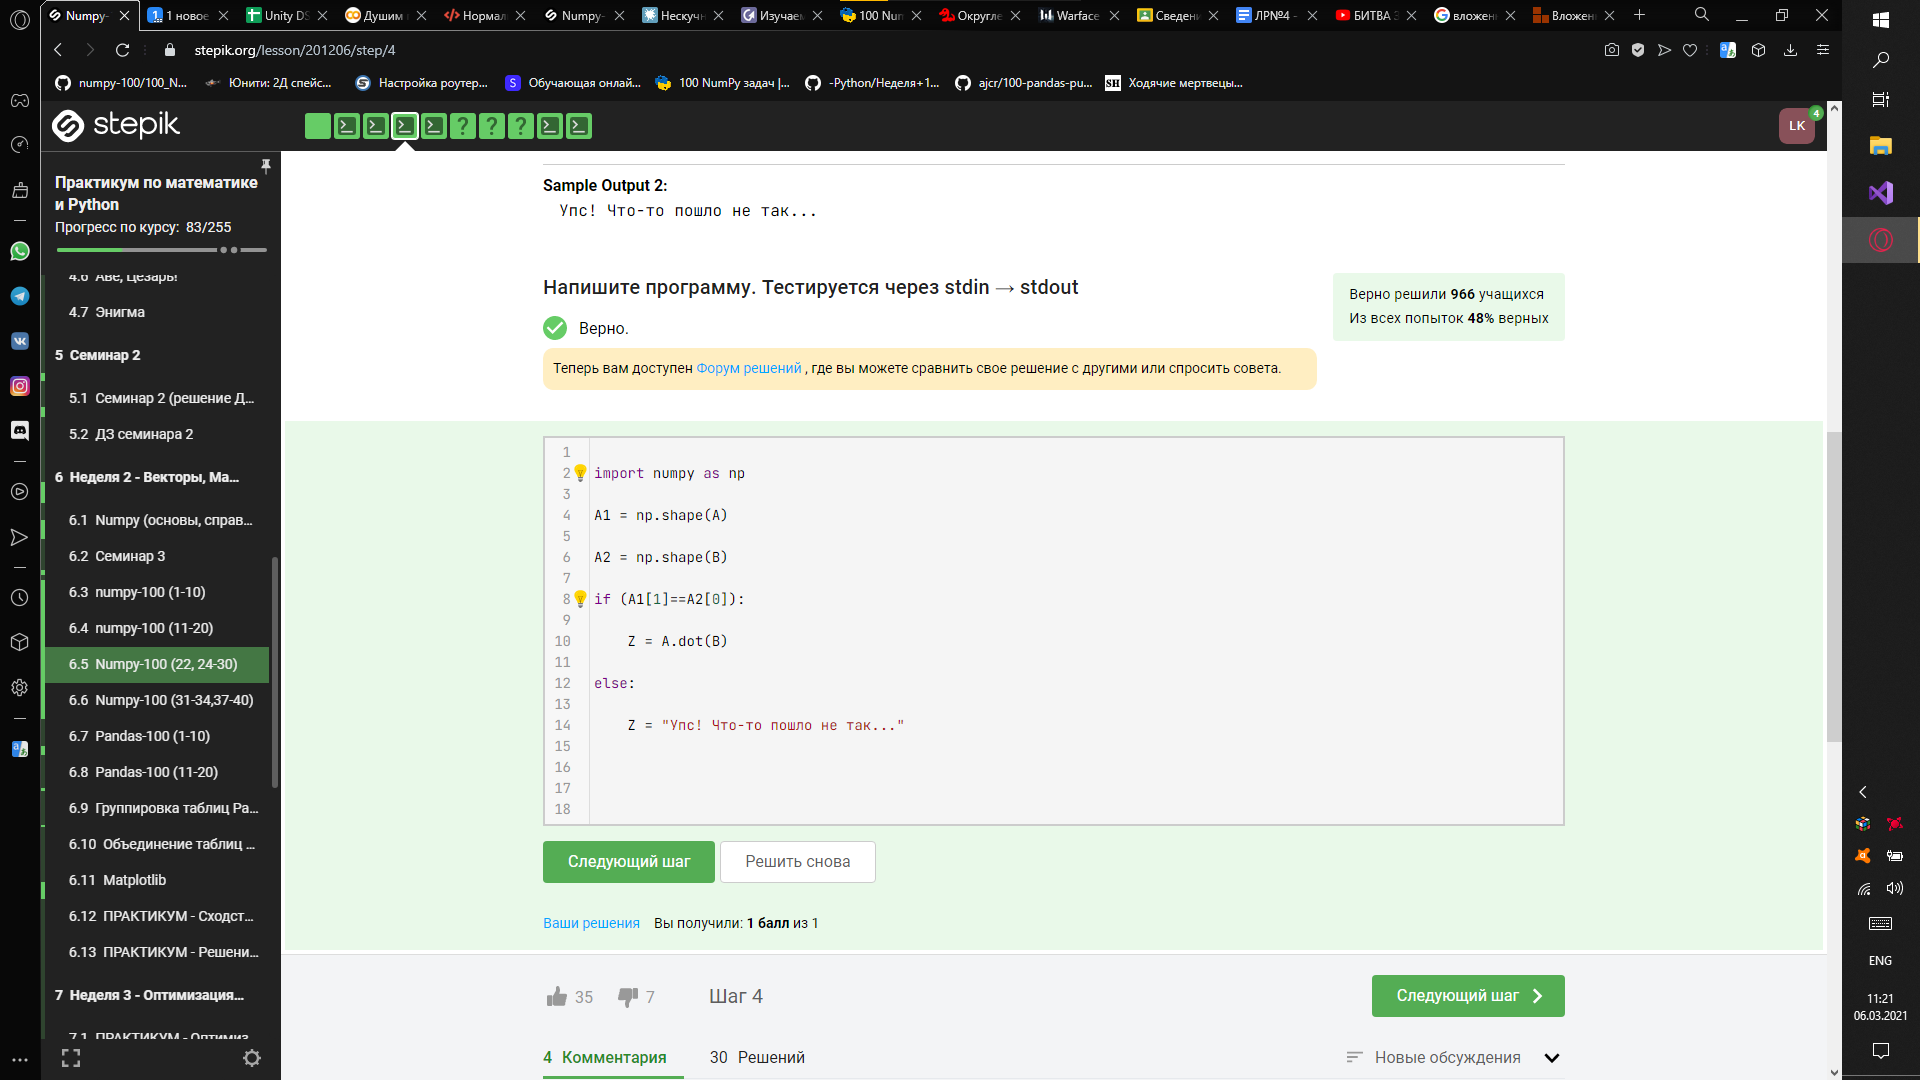 Numpy-
1 новое
Unity DS
Душим
Нормал
Numpy-
Нескуч
Изучаем
100 Num
Округле
Warface
Сведени
ЛР№4 -
БИТВА З
вложен
Вложен
stepik.org/lesson/201206/step/4
numpy-100/100_N...
Юнити: 2Д спейс...
Настройка роутер...
Обучающая онлай...
100 NumPy задач |...
-Python/Неделя+1...
ajcr/100-pandas-pu...
SH Ходячие мертвецы...
stepik
LK
4
Практикум по математике
и Python
Прогресс по курсу: 83/255
4.6 Аве, Цезарь!
4.7 Энигма
5 Семинар 2
5.1 Семинар 2 (решение Д...
5.2 ДЗ семинара 2
6 Неделя 2 - Векторы, Ма...
6.1 Numpy (основы, справ...
6.2 Семинар 3
6.3 numpy-100 (1-10)
6.4 numpy-100 (11-20)
6.5 Numpy-100 (22, 24-30)
6.6 Numpy-100 (31-34,37-40)
6.7 Pandas-100 (1-10)
6.8 Pandas-100 (11-20)
6.9 Группировка таблиц Pa...
6.10 Объединение таблиц ...
6.11 Matplotlib
6.12 ПРАКТИКУМ - Сходст...
6.13 ПРАКТИКУМ - Решени...
7 Неделя 3 - Оптимизация...
7.1 ПРАКТИКУМ - Оптимиз...
Sample Output 2:
Упс! Что-то пошло не так...
Напишите программу. Тестируется через stdin → stdout
Верно решили 966 учащихся
Из всех попыток 48% верных
Верно.
Теперь вам доступен Форум решений , где вы можете сравнить свое решение с другими или спросить совета.
1
2 import numpy as np
3
4 A1 = np.shape(A)
5
6 A2 = np.shape(B)
7
8 if (A1[1]==A2[0]):
9
10 Z = A.dot(B)
11
12 else:
13
14 Z = "Упс! Что-то пошло не так..."
15
16
17
18
Следующий шаг
Решить снова
Ваши решения Вы получили: 1 балл из 1
35
7
Шаг 4
Следующий шаг
4 Комментария
30 Решений
Новые обсуждения
ENG
11:21
06.03.2021